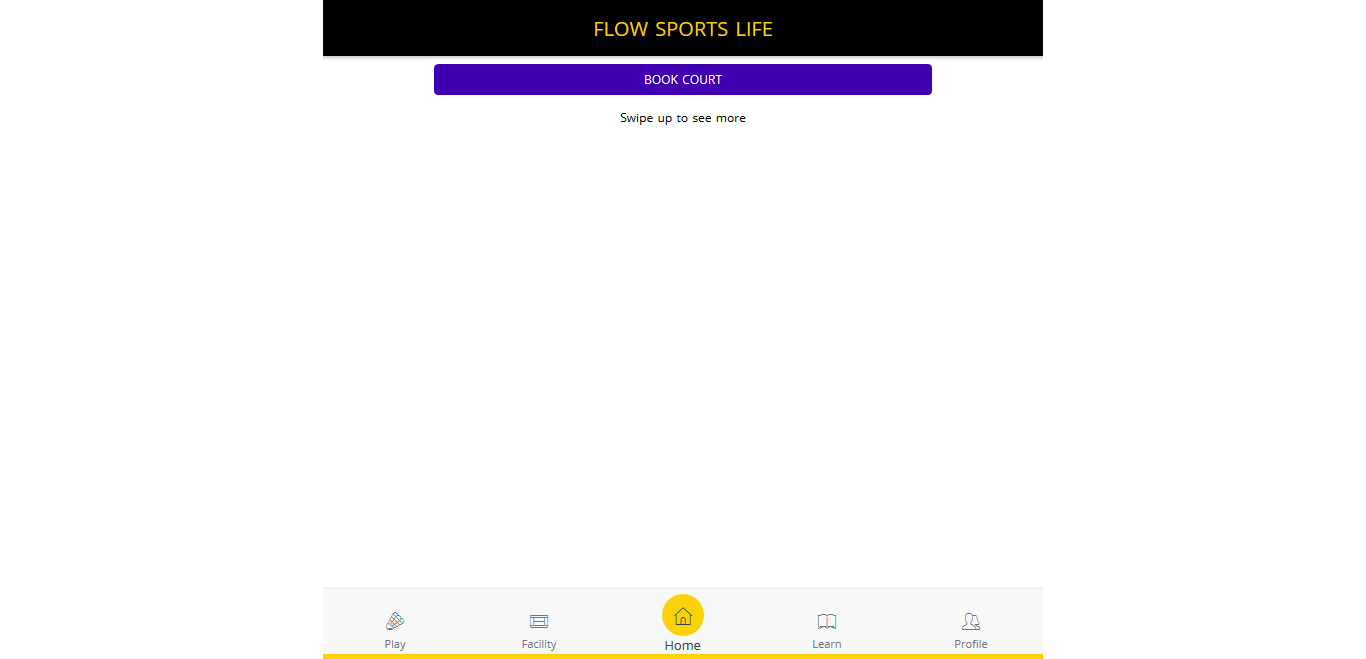 FLOW SPORTS LIFE
BOOK COURT
Swipe up to see more
Play
Facility
Home
Learn
Profile